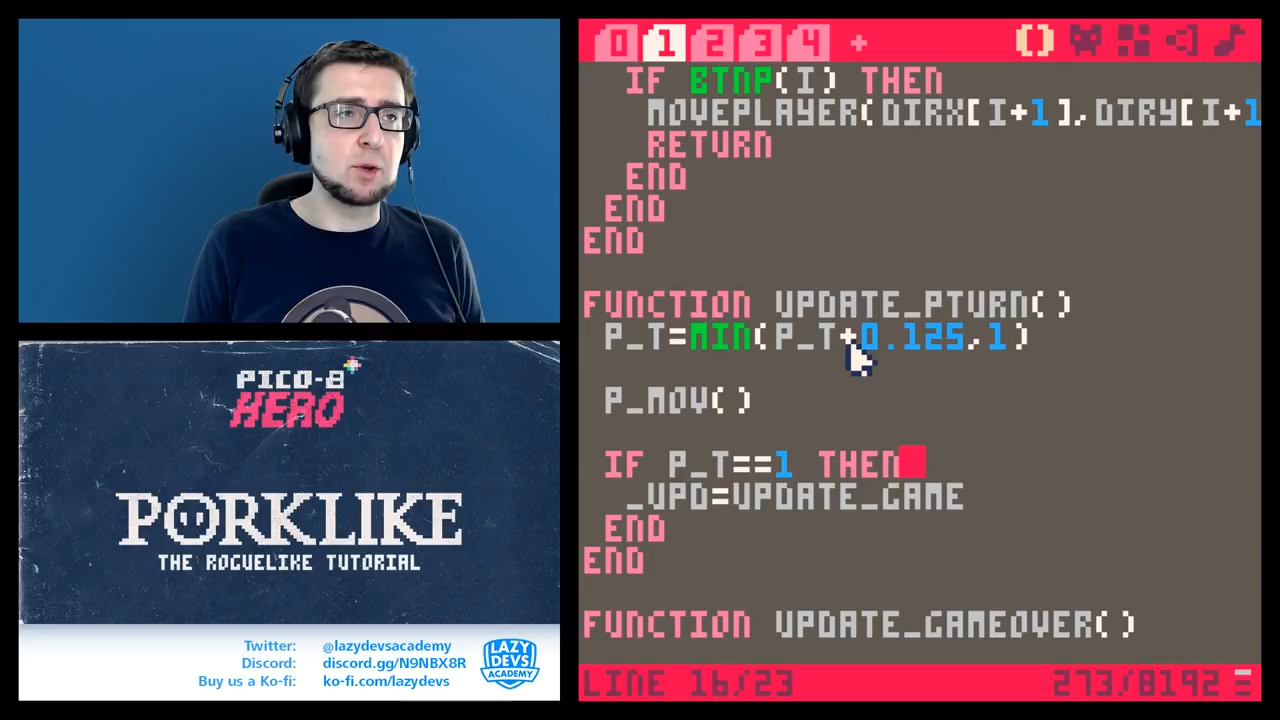 0 1 2 3 4 +
IF BTNP(I) THEN
MOVEPLAYER(DIRX[I+1],DIRY[I+1
RETURN
END
END
END
FUNCTION UPDATE_PTURN()
P_T=MIN(P_T+0.125,1)
P_MOV()
IF P_T==1 THEN
_UPD=UPDATE_GAME
END
END
FUNCTION UPDATE_GAMEOVER()
LINE 16/23 273/8192
PICO-8
HERO
PORKLIKE
THE ROGUELIKE TUTORIAL
Twitter: @lazydevsacademy
Discord: discord.gg/N9NBX8R
Buy us a Ko-fi: ko-fi.com/lazydevs
LAZY
DEVS
ACADEMY